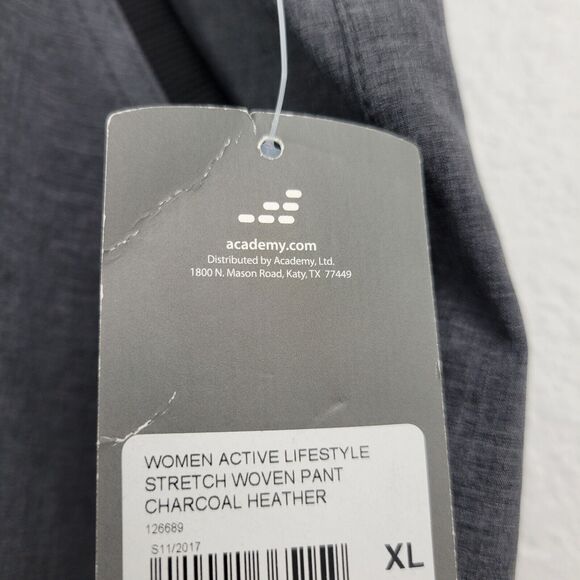 academy.com
Distributed by Academy, Ltd.
1800 N. Mason Road, Katy, TX 77449
WOMEN ACTIVE LIFESTYLE
STRETCH WOVEN PANT
CHARCOAL HEATHER
126689
S11/2017
XL